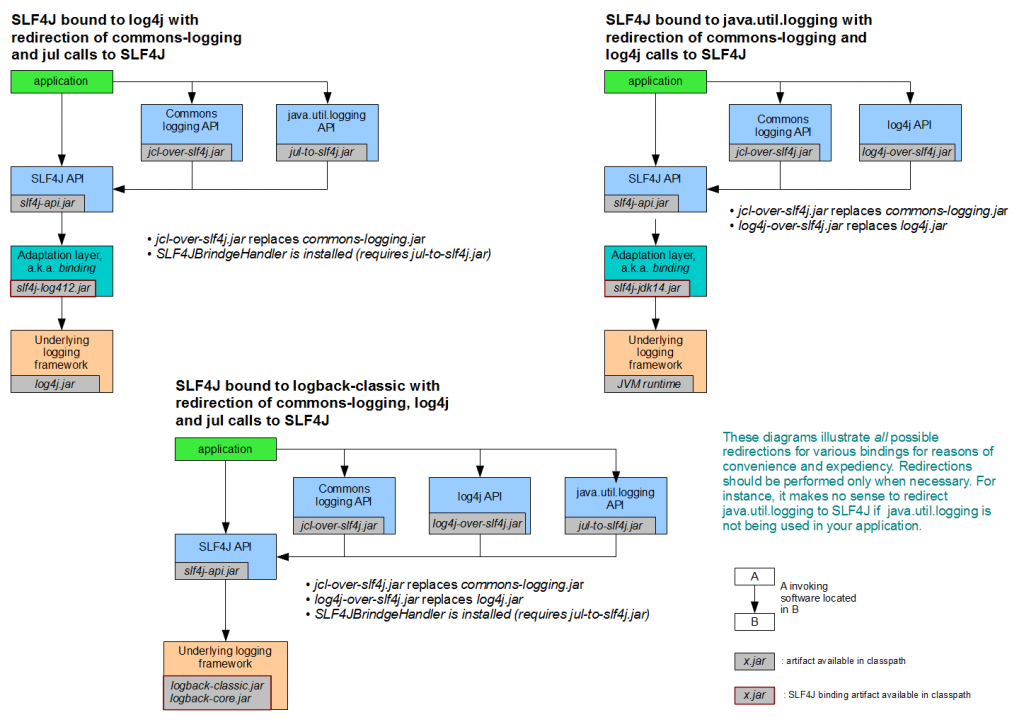 SLF4J bound to log4j with
redirection of commons-logging
and jul calls to SLF4J
application
Commons
logging API
jcl-over-slf4j.jar
java.util.logging
API
jul-to-slf4j.jar
SLF4J API
slf4j-api.jar
• jcl-over-slf4j.jar replaces commons-logging.jar
• SLF4JBrindgeHandler is installed (requires jul-to-slf4j.jar)
Adaptation layer,
a.k.a. binding
slf4j-log412.jar
Underlying
logging
framework
log4j.jar
SLF4J bound to java.util.logging with
redirection of commons-logging and
log4j calls to SLF4J
application
Commons
logging API
jcl-over-slf4j.jar
log4j API
log4j-over-slf4j.jar
SLF4J API
slf4j-api.jar
• jcl-over-slf4j.jar replaces commons-logging.jar
• log4j-over-slf4j.jar replaces log4j.jar
Adaptation layer,
a.k.a. binding
slf4j-jdk14.jar
Underlying
logging
framework
JVM runtime
SLF4J bound to logback-classic with
redirection of commons-logging, log4j
and jul calls to SLF4J
application
Commons
logging API
jcl-over-slf4j.jar
log4j API
log4j-over-slf4j.jar
java.util.logging
API
jul-to-slf4j.jar
SLF4J API
slf4j-api.jar
• jcl-over-slf4j.jar replaces commons-logging.jar
• log4j-over-slf4j.jar replaces log4j.jar
• SLF4JBrindgeHandler is installed (requires jul-to-slf4j.jar)
Underlying logging
framework
logback-classic.jar
logback-core.jar
These diagrams illustrate all possible
redirections for various bindings for reasons of
convenience and expediency. Redirections
should be performed only when necessary. For
instance, it makes no sense to redirect
java.util.logging to SLF4J if java.util.logging is
not being used in your application.
A
B
A invoking
software located
in B
x.jar
: artifact available in classpath
x.jar
: SLF4J binding artifact available in classpath